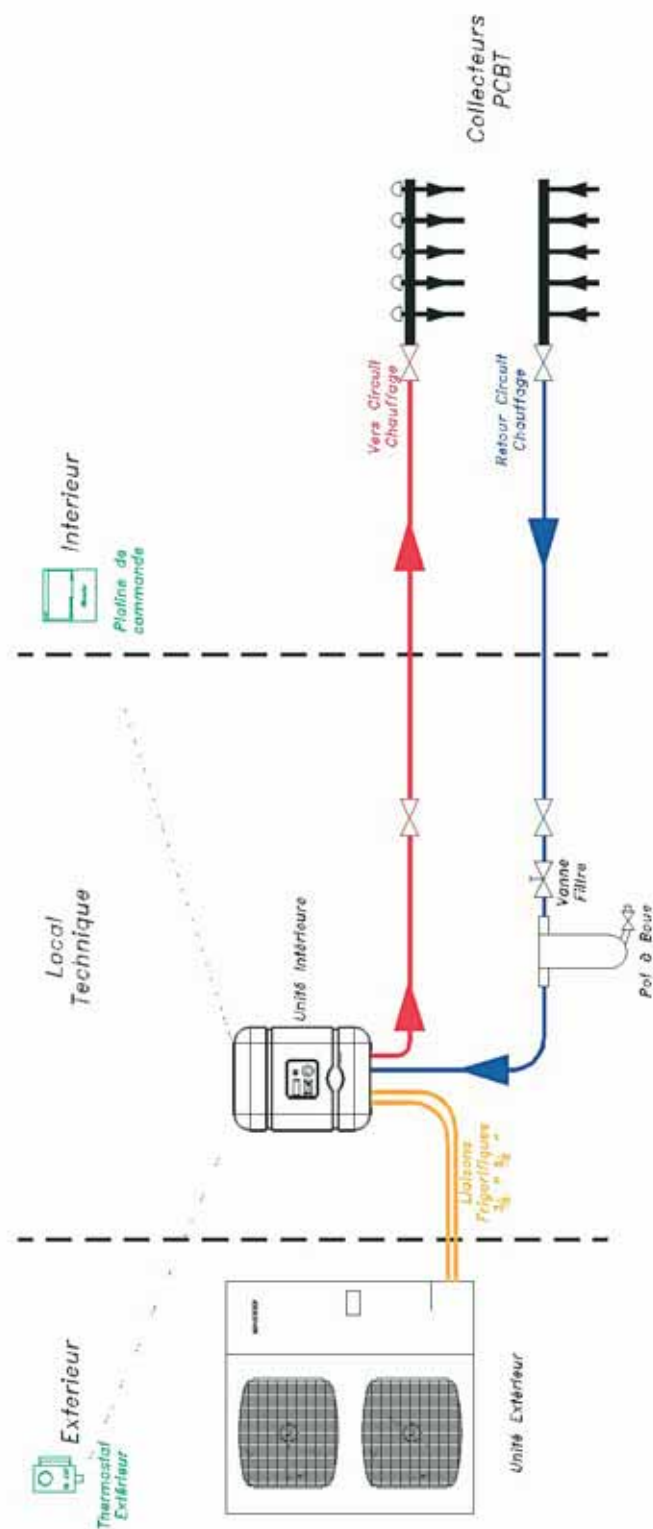 Exterieur
Thermostat
Extérieur
Unité Extérieur
Local
Technique
Unité Intérieure
Liaisons
Frigorifiques
Vanne
Filtre
Pot à Boue
Interieur
Platine de
commande
Vers Circuit
Chauffage
Retour Circuit
Chauffage
Collecteurs
PCBT